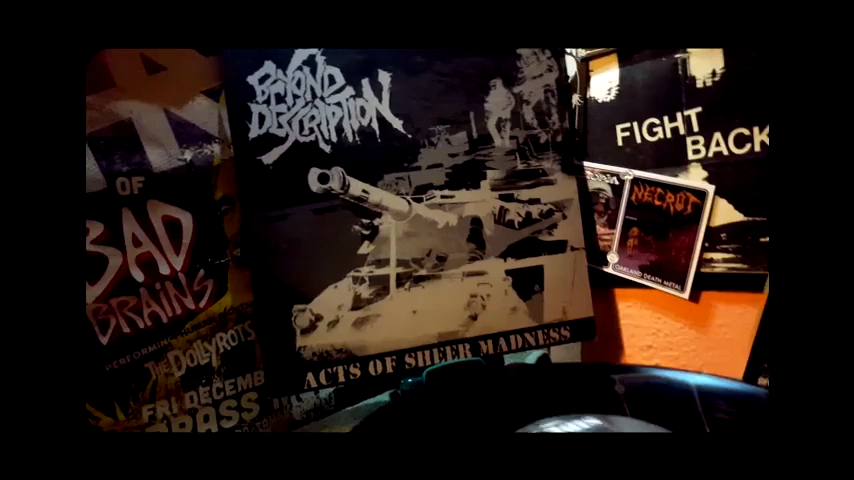 OF
BAD
BRAINS
PERFORMING
THE DOLLYROTS
FRI DECEMB
BRASS
BEYOND
DESCRIPTION
ACTS OF SHEER MADNESS
FIGHT
BACK
NECROT
OAKLAND DEATH METAL